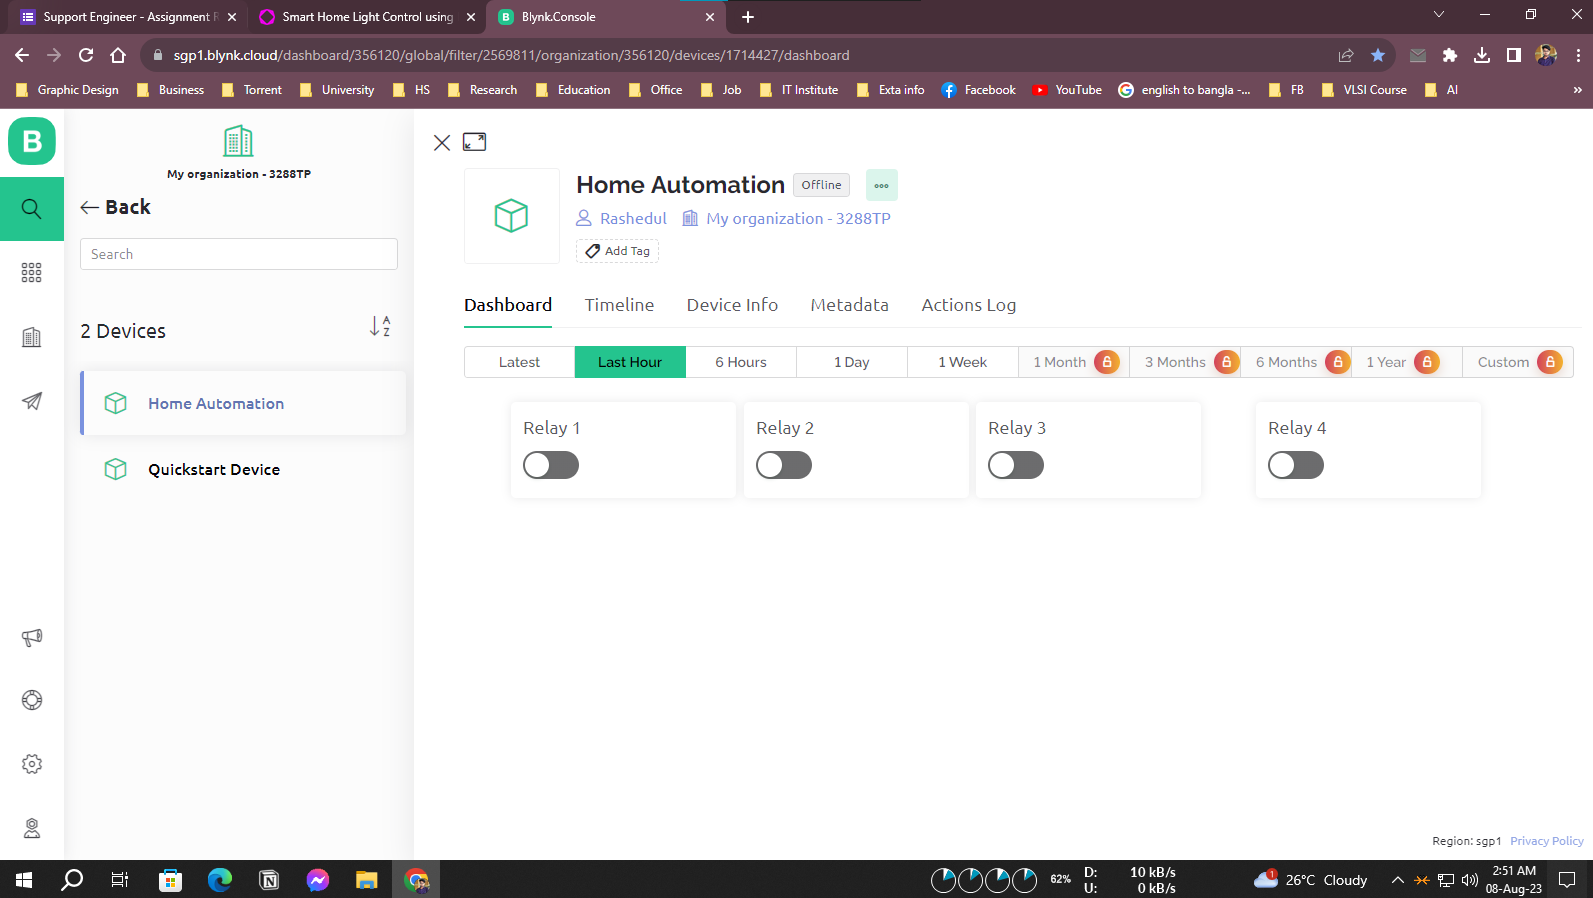 Support Engineer - Assignment R
Smart Home Light Control using
Blynk.Console
sgp1.blynk.cloud/dashboard/356120/global/filter/2569811/organization/356120/devices/1714427/dashboard
Graphic Design
Business
Torrent
University
HS
Research
Education
Office
Job
IT Institute
Exta info
Facebook
YouTube
english to bangla -...
FB
VLSI Course
AI
B
My organization - 3288TP
Back
Search
2 Devices
A
Z
Home Automation
Quickstart Device
Home Automation
Offline
Rashedul
My organization - 3288TP
Add Tag
Dashboard
Timeline
Device Info
Metadata
Actions Log
Latest
Last Hour
6 Hours
1 Day
1 Week
1 Month
3 Months
6 Months
1 Year
Custom
Relay 1
Relay 2
Relay 3
Relay 4
Region: sgp1
Privacy Policy
62%
D: 10 kB/s
U: 0 kB/s
1
26°C Cloudy
2:51 AM
08-Aug-23